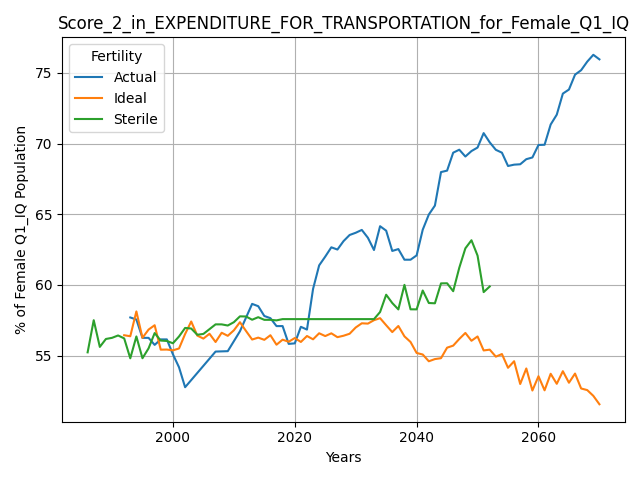 Score_2_in_EXPENDITURE_FOR_TRANSPORTATION_for_Female_Q1_IQ
Fertility
Actual
Ideal
Sterile
75
70
65
60
55
% of Female Q1_IQ Population
2000
2020
2040
2060
Years